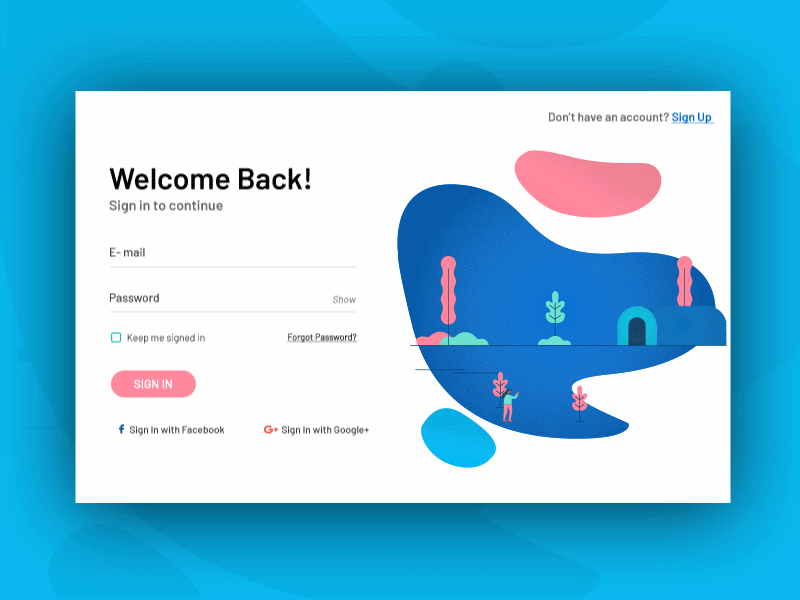 Don't have an account? Sign Up
Welcome Back!
Sign in to continue
E- mail
Password Show
Keep me signed in Forgot Password?
SIGN IN
f Sign In with Facebook G+ Sign In with Google+